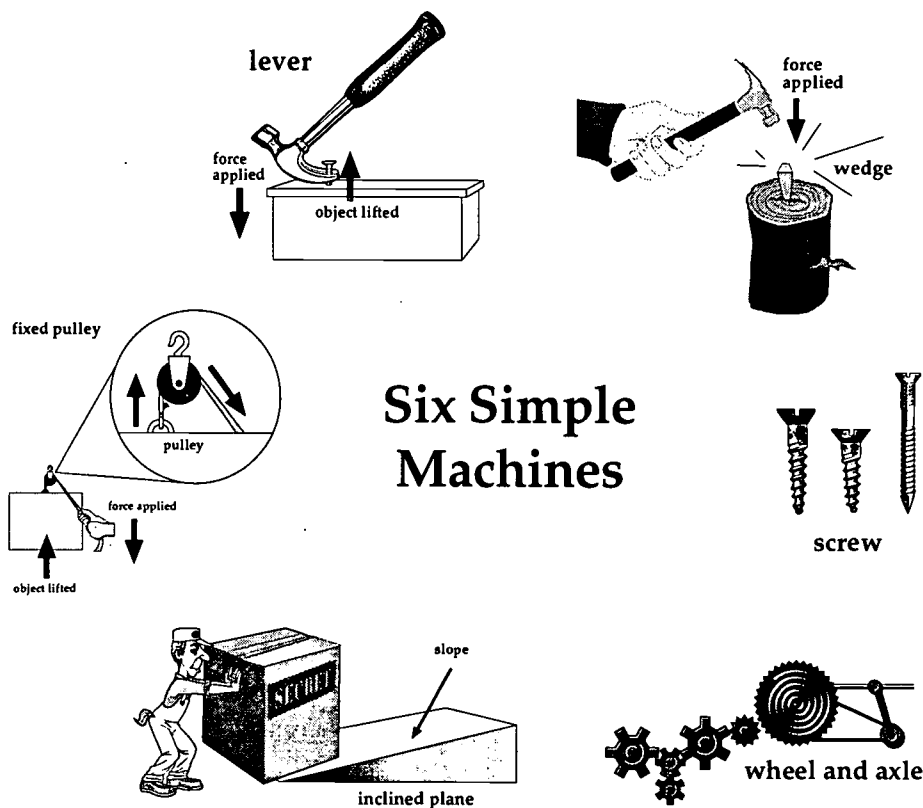 lever
force
applied
object lifted
force
applied
wedge
fixed pulley
pulley
force applied
object lifted
Six Simple
Machines
screw
SECRET
slope
inclined plane
wheel and axle